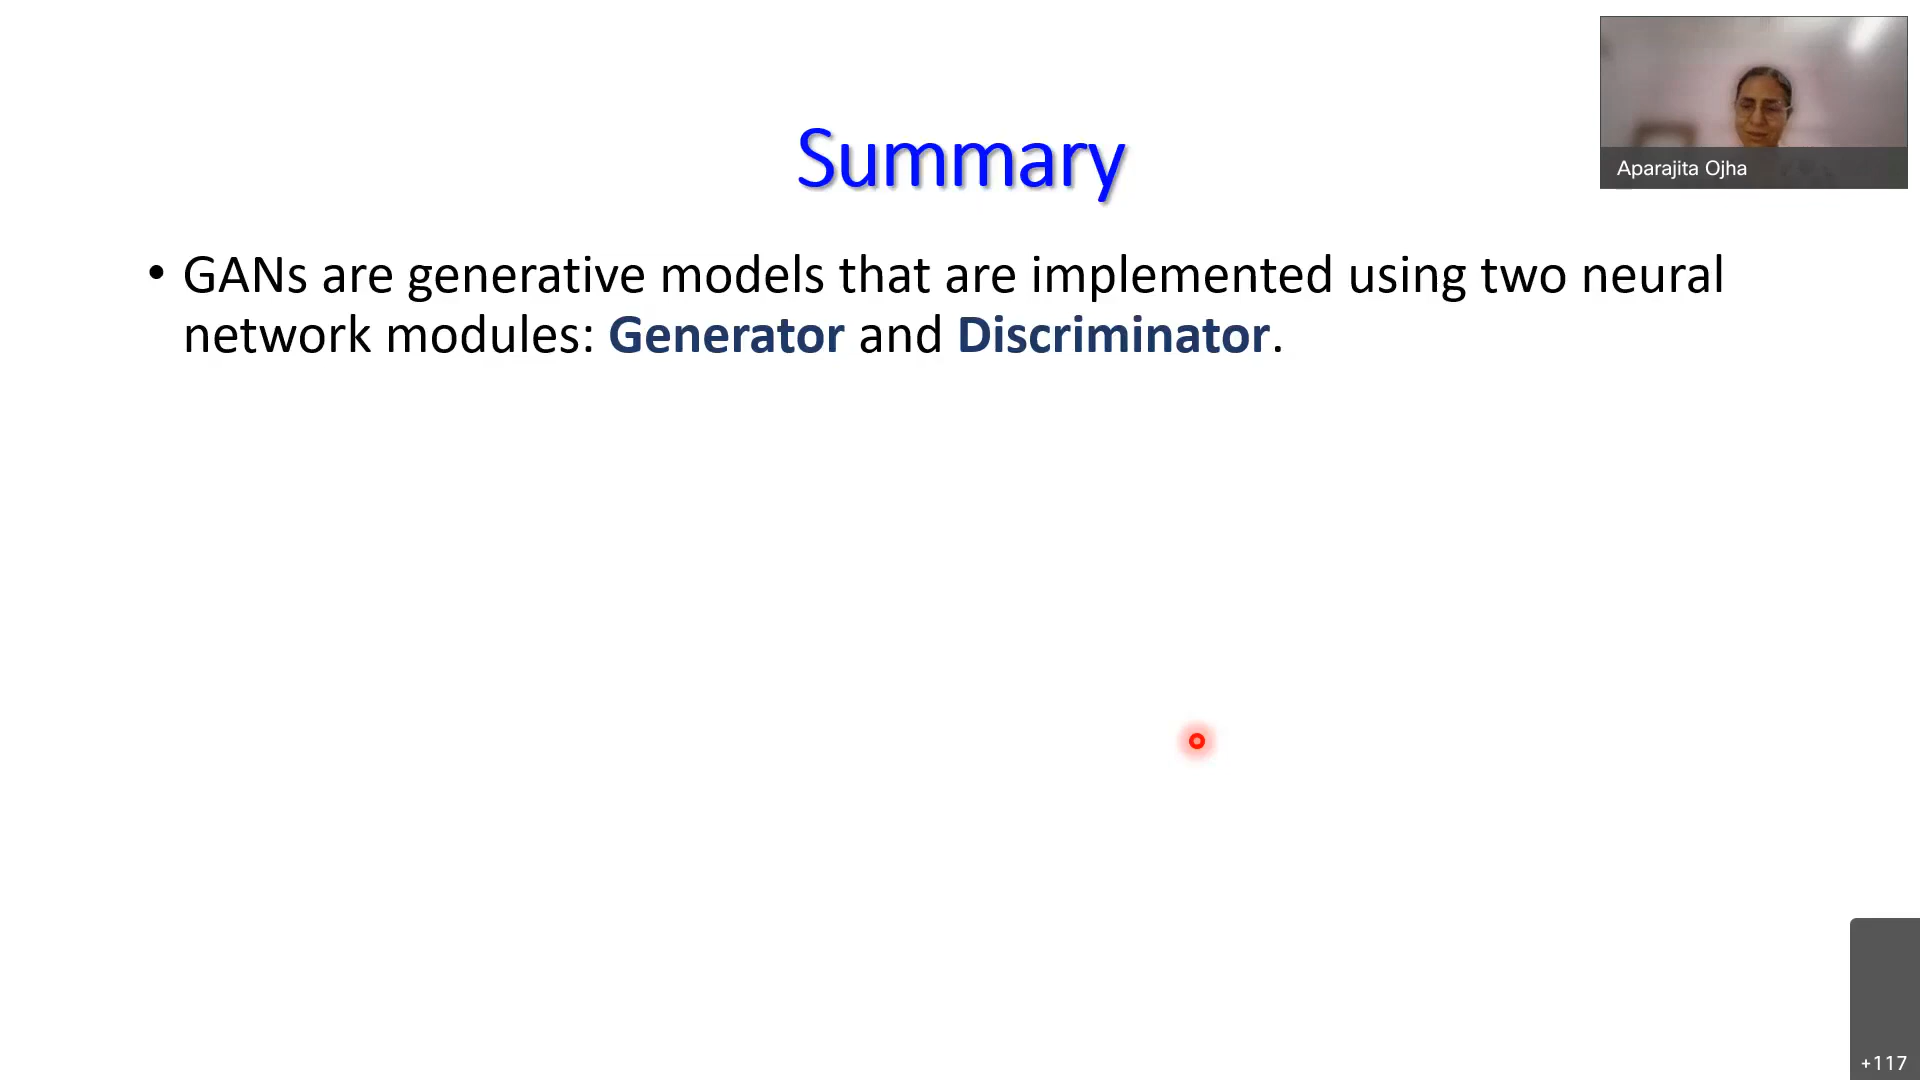 Summary
Aparajita Ojha
• GANs are generative models that are implemented using two neural
network modules: Generator and Discriminator.
+117